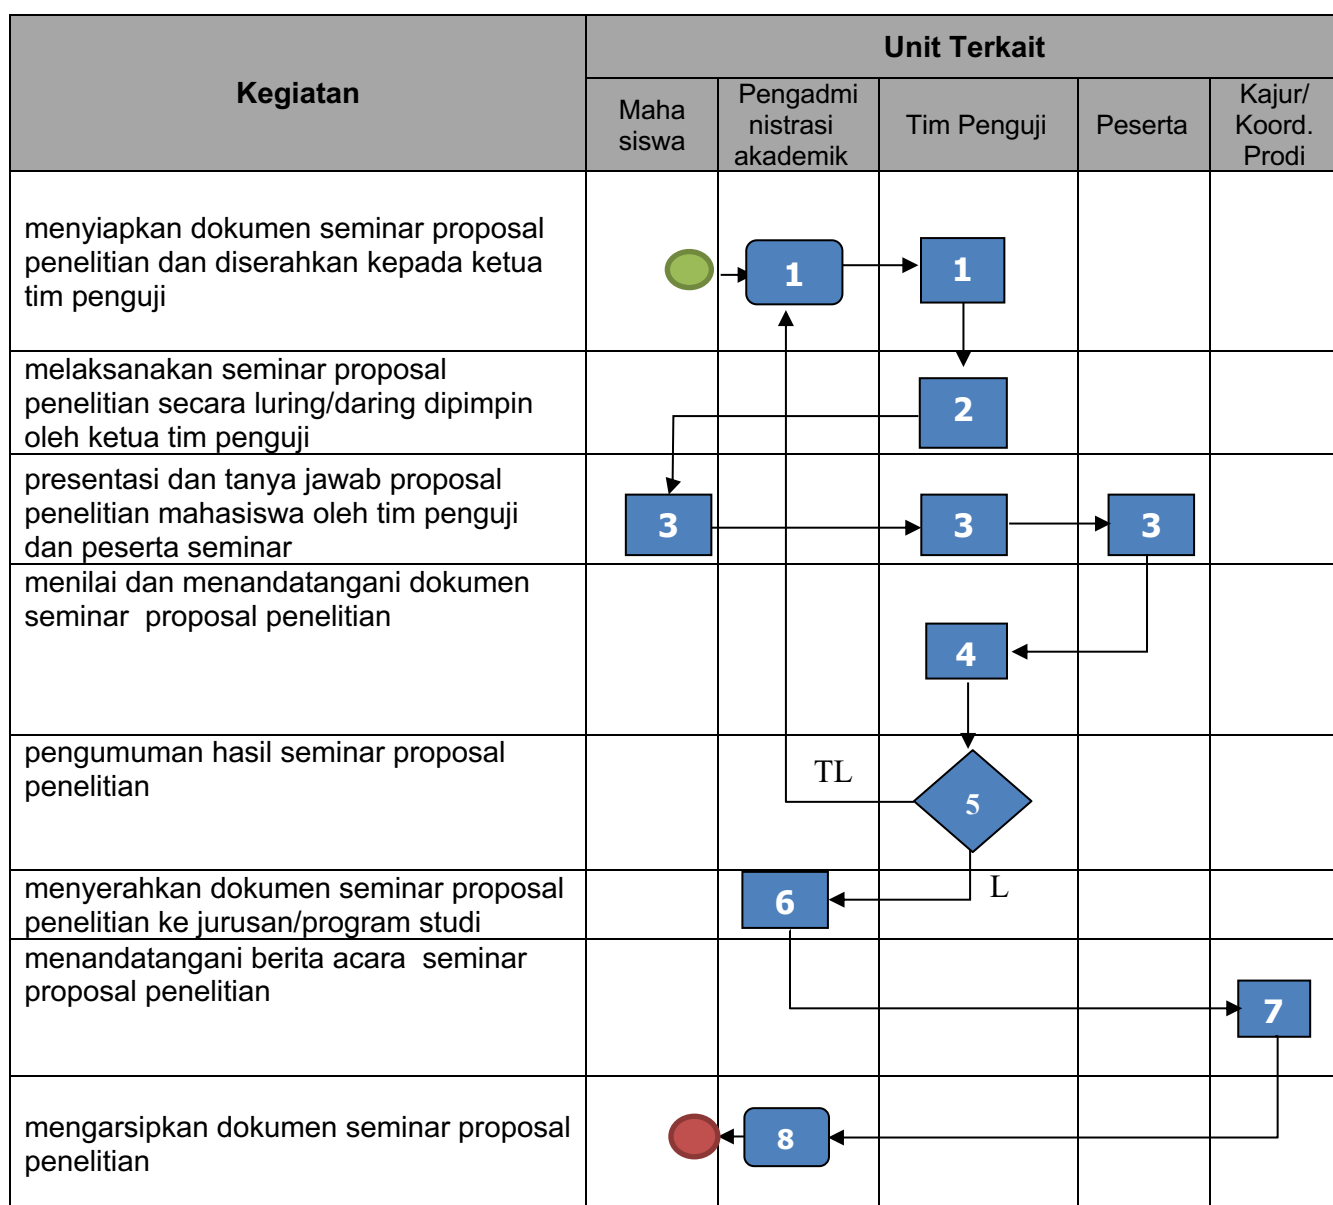 Kegiatan
Unit Terkait
Maha
siswa
Pengadmi
nistrasi
akademik
Tim Penguji
Peserta
Kajur/
Koord.
Prodi
menyiapkan dokumen seminar proposal
penelitian dan diserahkan kepada ketua
tim penguji
1
1
melaksanakan seminar proposal
penelitian secara luring/daring dipimpin
oleh ketua tim penguji
2
presentasi dan tanya jawab proposal
penelitian mahasiswa oleh tim penguji
dan peserta seminar
3
3
3
menilai dan menandatangani dokumen
seminar  proposal penelitian
4
pengumuman hasil seminar proposal
penelitian
TL
5
L
menyerahkan dokumen seminar proposal
penelitian ke jurusan/program studi
6
menandatangani berita acara  seminar
proposal penelitian
7
mengarsipkan dokumen seminar proposal
penelitian
8